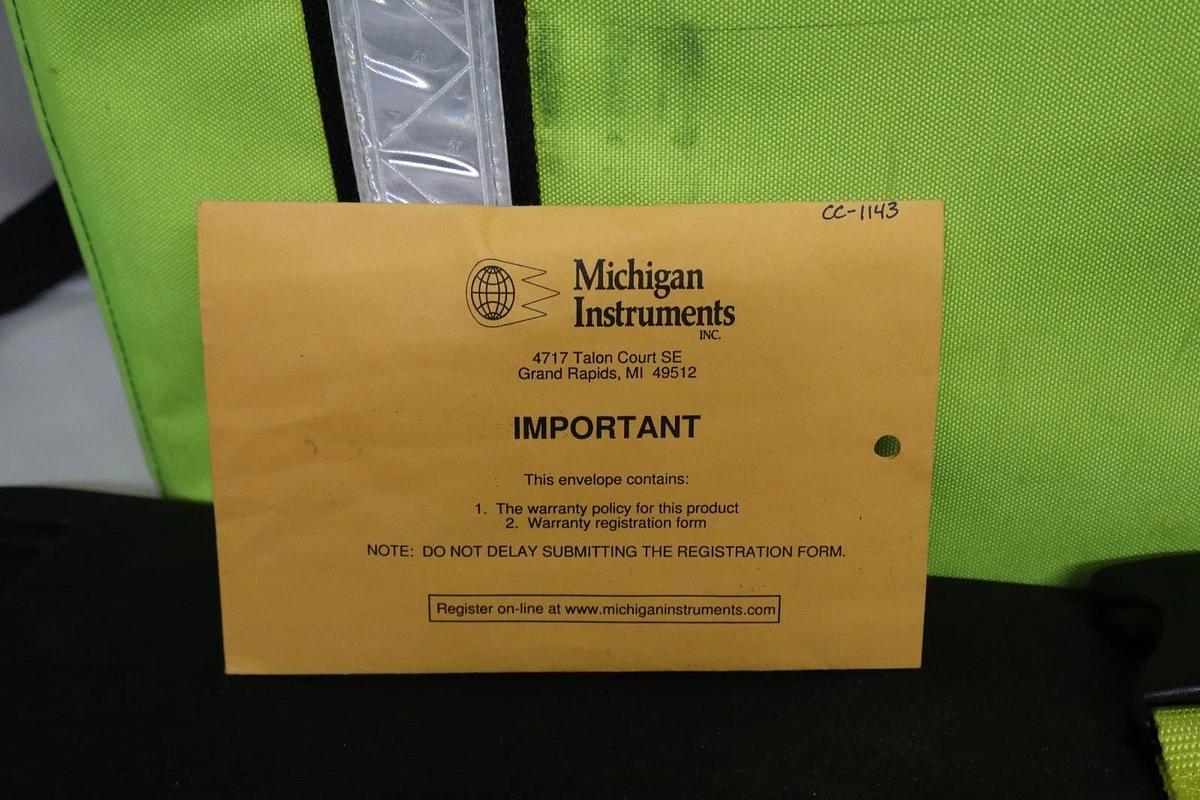 CC-1143
Michigan
Instruments
INC.
4717 Talon Court SE
Grand Rapids, MI 49512
IMPORTANT
This envelope contains:
1. The warranty policy for this product
2. Warranty registration form
NOTE: DO NOT DELAY SUBMITTING THE REGISTRATION FORM.
Register on-line at www.michiganinstruments.com